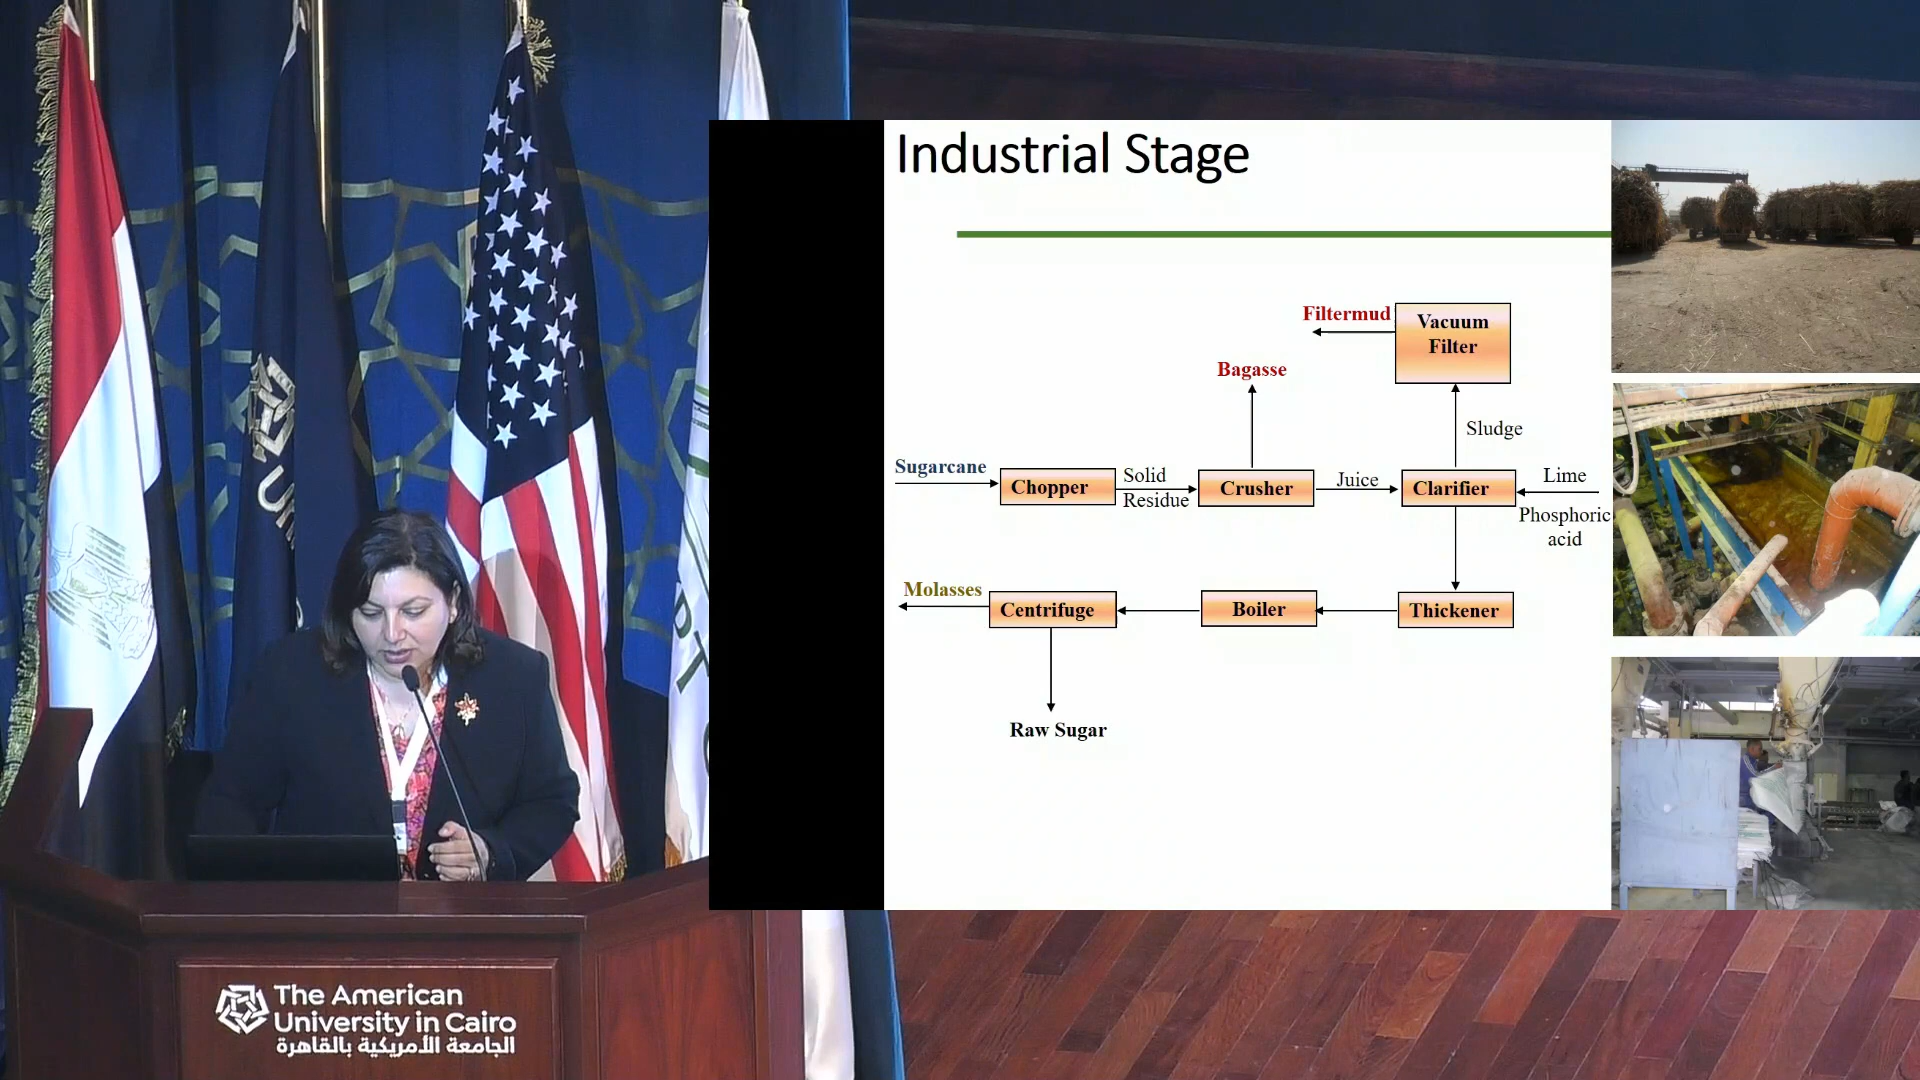 Industrial Stage
Filtermud
Vacuum
Filter
Bagasse
Sludge
Sugarcane
Chopper
Solid
Residue
Crusher
Juice
Clarifier
Lime
Phosphoric
acid
Molasses
Centrifuge
Boiler
Thickener
Raw Sugar
The American
University in Cairo
الجامعة الأمريكية بالقاهرة